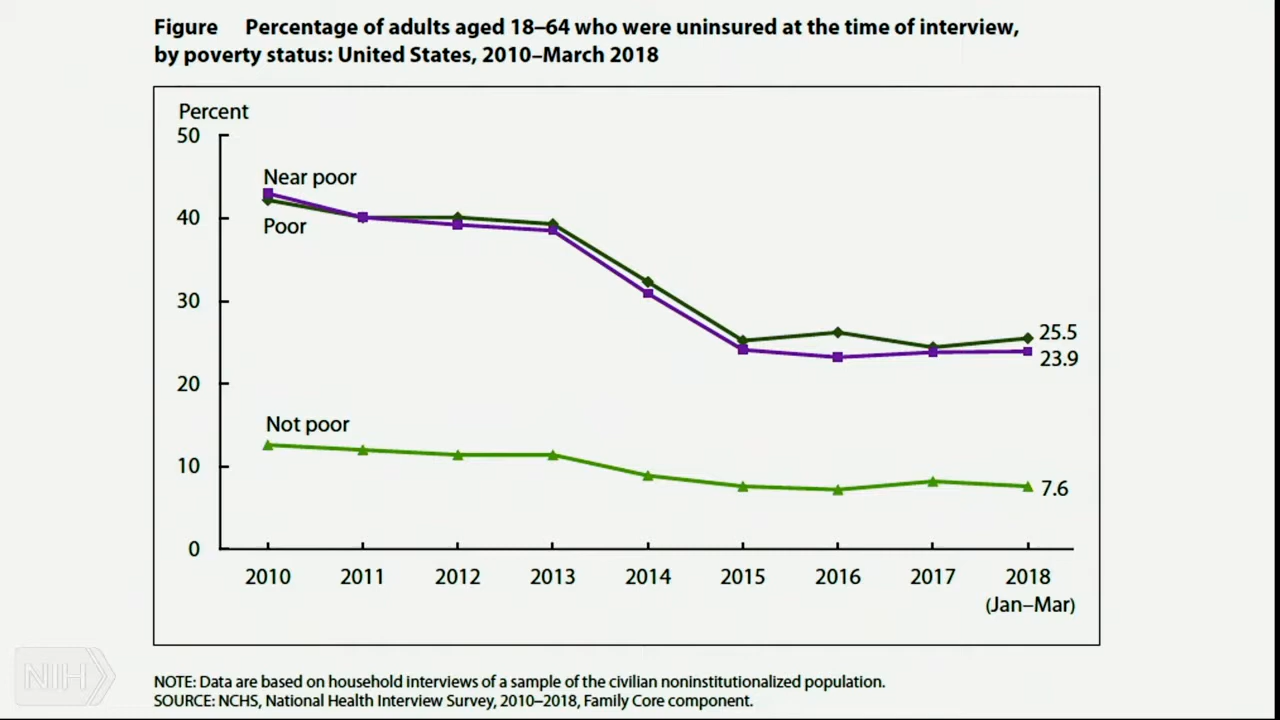 Figure Percentage of adults aged 18–64 who were uninsured at the time of interview,
by poverty status: United States, 2010–March 2018
Percent
50
Near poor
40
Poor
30
25.5
23.9
20
Not poor
10
7.6
0
2010 2011 2012 2013 2014 2015 2016 2017 2018
(Jan–Mar)
NIH
NOTE: Data are based on household interviews of a sample of the civilian noninstitutionalized population.
SOURCE: NCHS, National Health Interview Survey, 2010–2018, Family Core component.